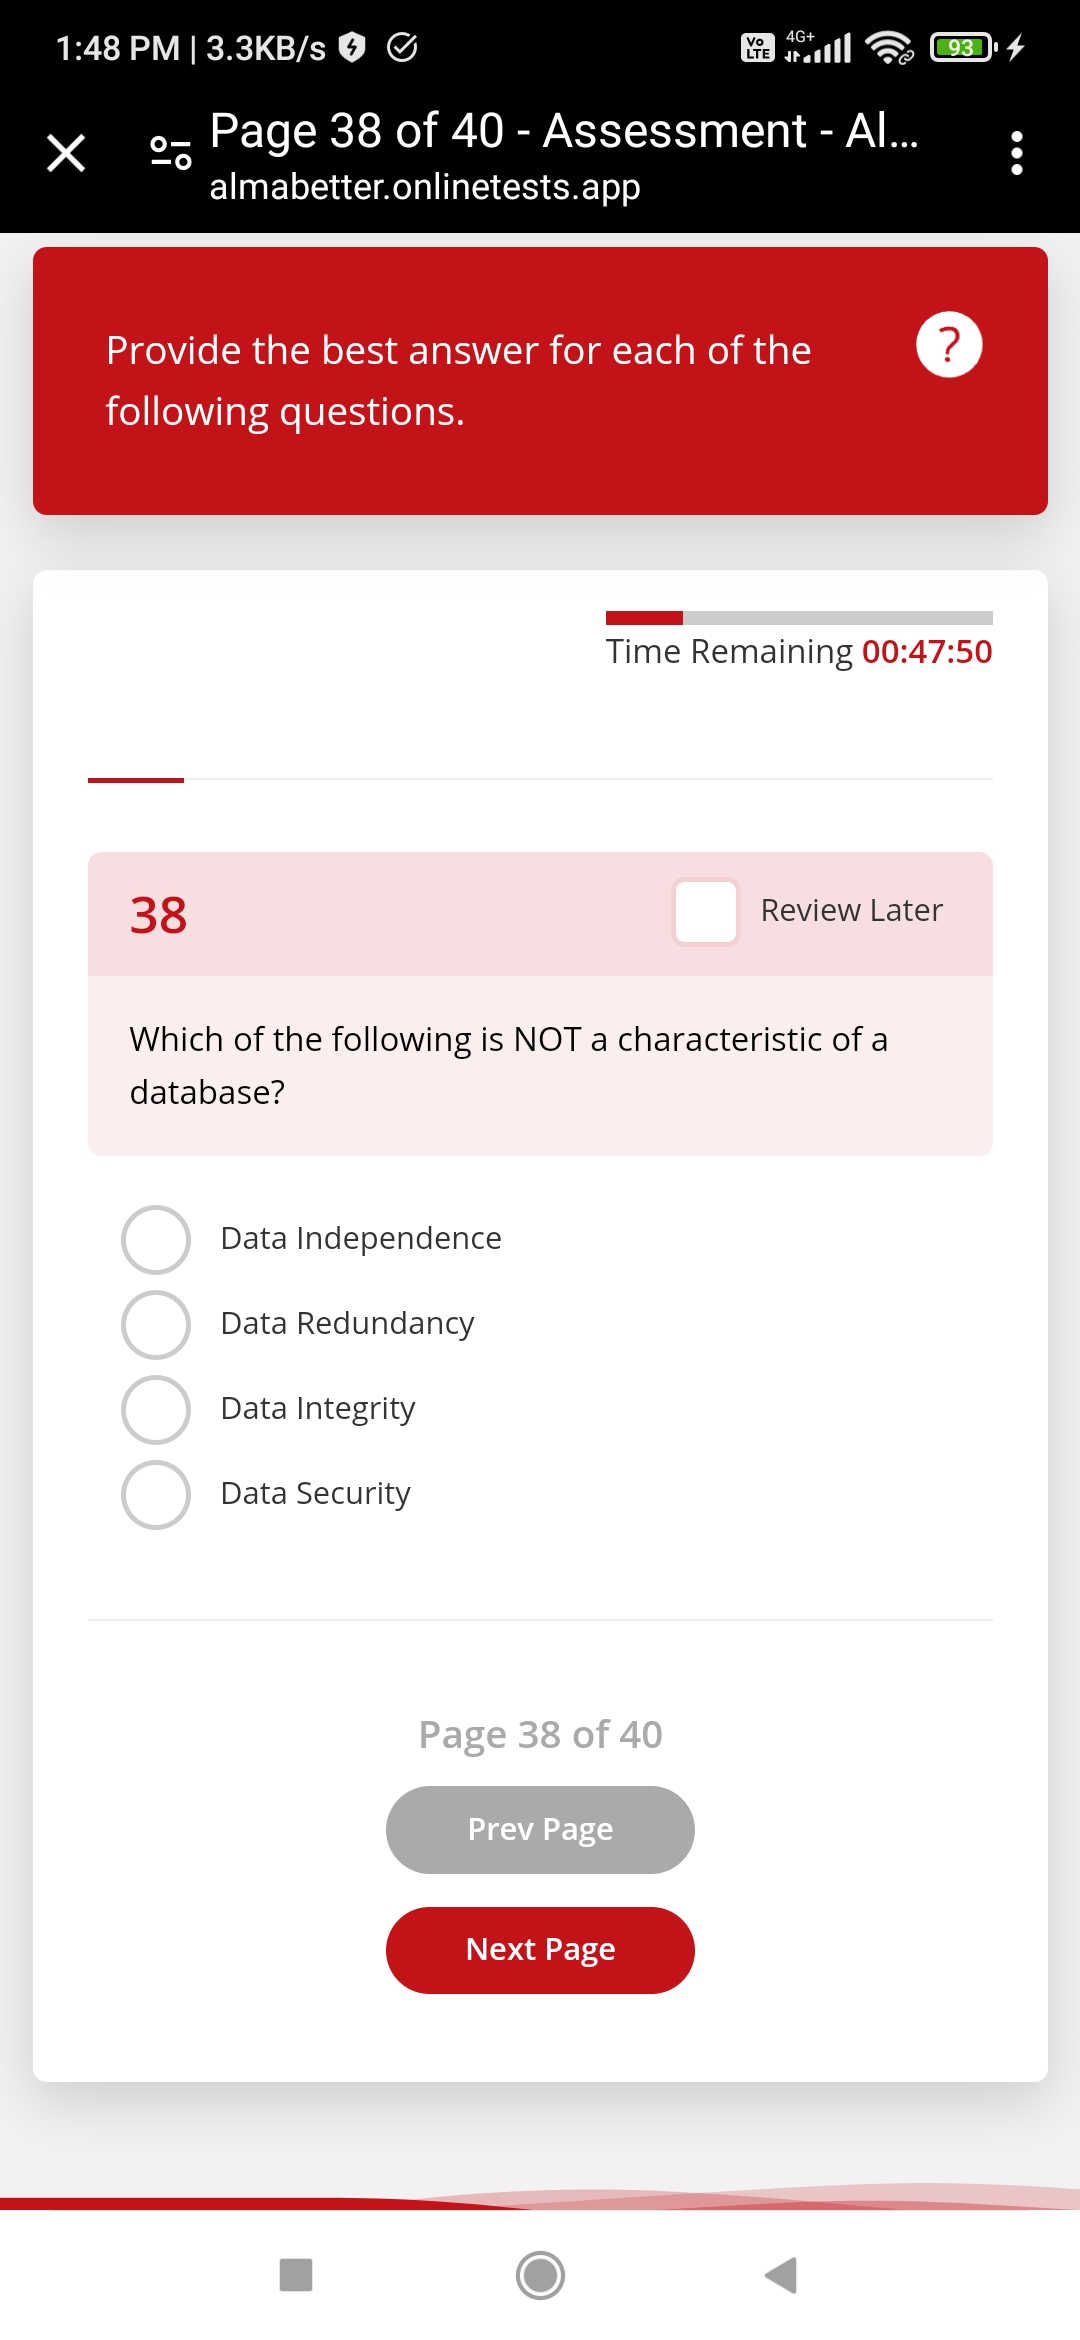 1:48 PM | 3.3KB/s
Vo LTE 4G+ 93
Page 38 of 40 - Assessment - Al...
almabetter.onlinetests.app
Provide the best answer for each of the
following questions.
?
Time Remaining 00:47:50
38
Review Later
Which of the following is NOT a characteristic of a
database?
Data Independence
Data Redundancy
Data Integrity
Data Security
Page 38 of 40
Prev Page
Next Page